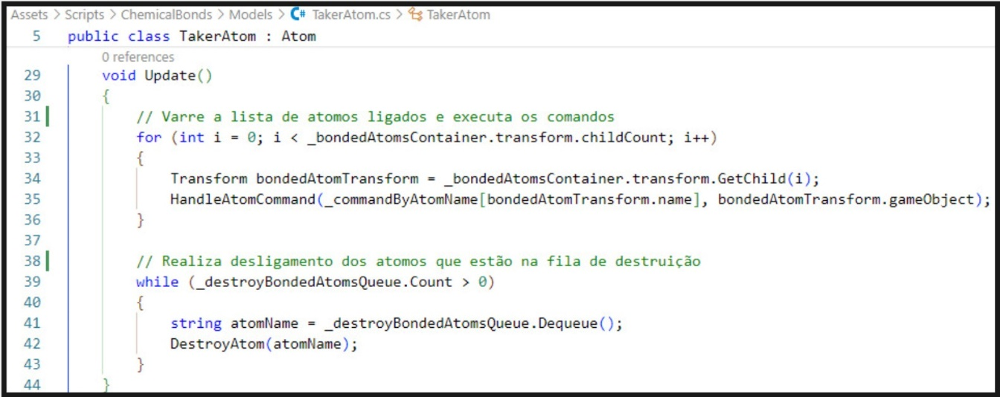 Assets > Scripts > ChemicalBonds > Models > C# TakerAtom.cs > TakerAtom
5 public class TakerAtom : Atom
0 references
29 void Update()
30 {
31 // Varre a lista de atomos ligados e executa os comandos
32 for (int i = 0; i < _bondedAtomsContainer.transform.childCount; i++)
33 {
34 Transform bondedAtomTransform = _bondedAtomsContainer.transform.GetChild(i);
35 HandleAtomCommand(_commandByAtomName[bondedAtomTransform.name], bondedAtomTransform.gameObject);
36 }
37
38 // Realiza desligamento dos atomos que estão na fila de destruição
39 while (_destroyBondedAtomsQueue.Count > 0)
40 {
41 string atomName = _destroyBondedAtomsQueue.Dequeue();
42 DestroyAtom(atomName);
43 }
44 }